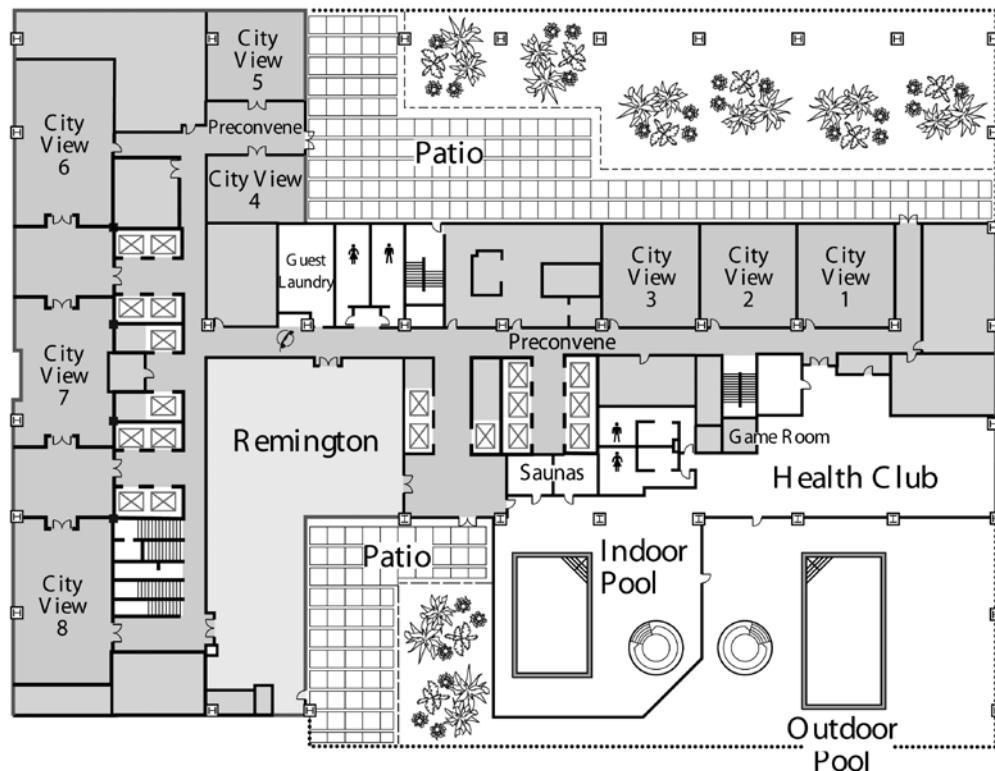 City
View
5
City
View
6
Preconvene
Patio
City View
4
Guest
Laundry
City
View
3
City
View
2
City
View
1
Preconvene
City
View
7
Remington
Game Room
Saunas
Health Club
Patio
Indoor
Pool
City
View
8
Outdoor
Pool